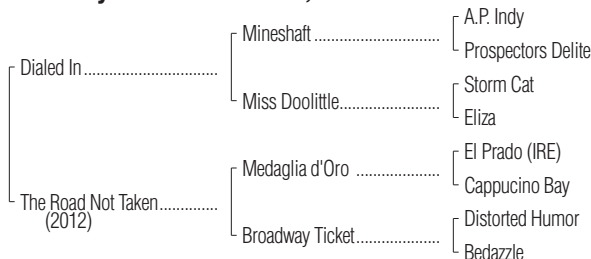 A.P. Indy
Mineshaft
Prospectors Delite
Dialed In
Storm Cat
Miss Doolittle
Eliza
El Prado (IRE)
Medaglia d'Oro
Cappucino Bay
The Road Not Taken
(2012)
Distorted Humor
Broadway Ticket
Bedazzle